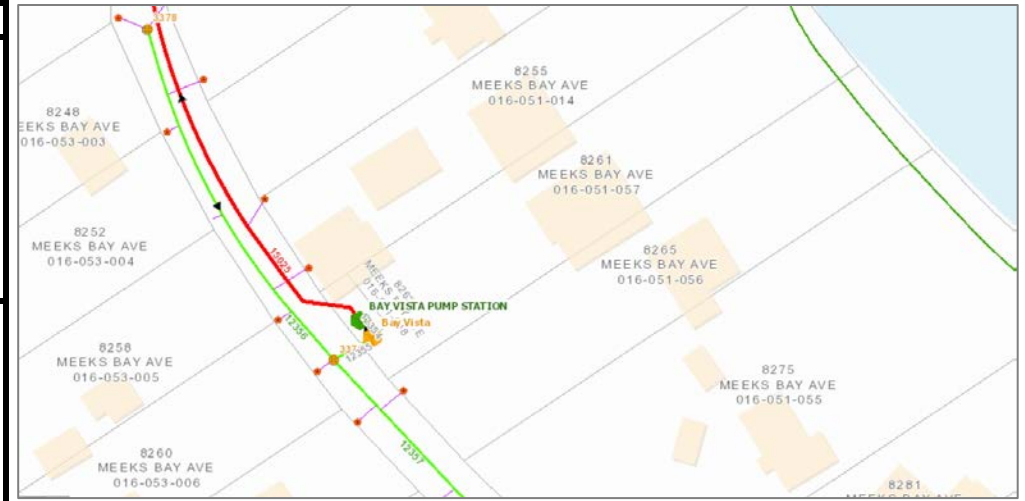 3378
8255
MEEKS BAY AVE
016-051-014
8248
EEKS BAY AVE
016-053-003
8261
MEEKS BAY AVE
016-051-057
8252
MEEKS BAY AVE
016-053-004
8265
MEEKS BAY AVE
016-051-056
15025
BAY VISTA PUMP STATION
Bay Vista
12356
8258
MEEKS BAY AVE
016-053-005
8275
MEEKS BAY AVE
016-051-055
12357
8260
MEEKS BAY AVE
016-053-006
8281
MEEKS BAY AVE